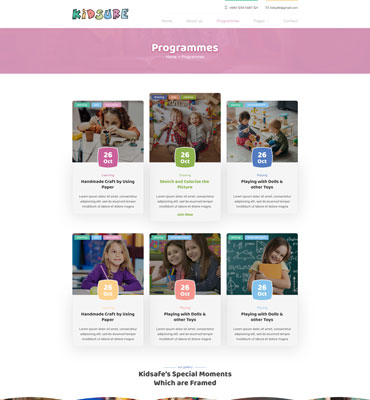 KiDSURE
kidsafe@gmail.com
Home About us Programmes Pages Contact
Programmes
Home > Programmes
26
Oct
26
Oct
26
Oct
Learning
Handmade Craft by Using
Paper
Lorem ipsum dolor sit amet, consectetur
adipiscing elit, sed do eiusmod tempor
incididunt ut labore et dolore magna
Sketch and Colorize the
Picture
Lorem ipsum dolor sit amet, consectetur
adipiscing elit, sed do eiusmod tempor
incididunt ut labore et dolore magna
Join Now
Playing
Playing with Dolls &
other Toys
Lorem ipsum dolor sit amet, consectetur
adipiscing elit, sed do eiusmod tempor
incididunt ut labore et dolore magna
26
Oct
26
Oct
26
Oct
Learning
Handmade Craft by Using
Paper
Lorem ipsum dolor sit amet, consectetur
adipiscing elit, sed do eiusmod tempor
incididunt ut labore et dolore magna
Playing
Playing with Dolls &
other Toys
Lorem ipsum dolor sit amet, consectetur
adipiscing elit, sed do eiusmod tempor
incididunt ut labore et dolore magna
Playing
Playing with Dolls &
other Toys
Lorem ipsum dolor sit amet, consectetur
adipiscing elit, sed do eiusmod tempor
incididunt ut labore et dolore magna
our gallery
Kidsafe's Special Moments
Which are Framed